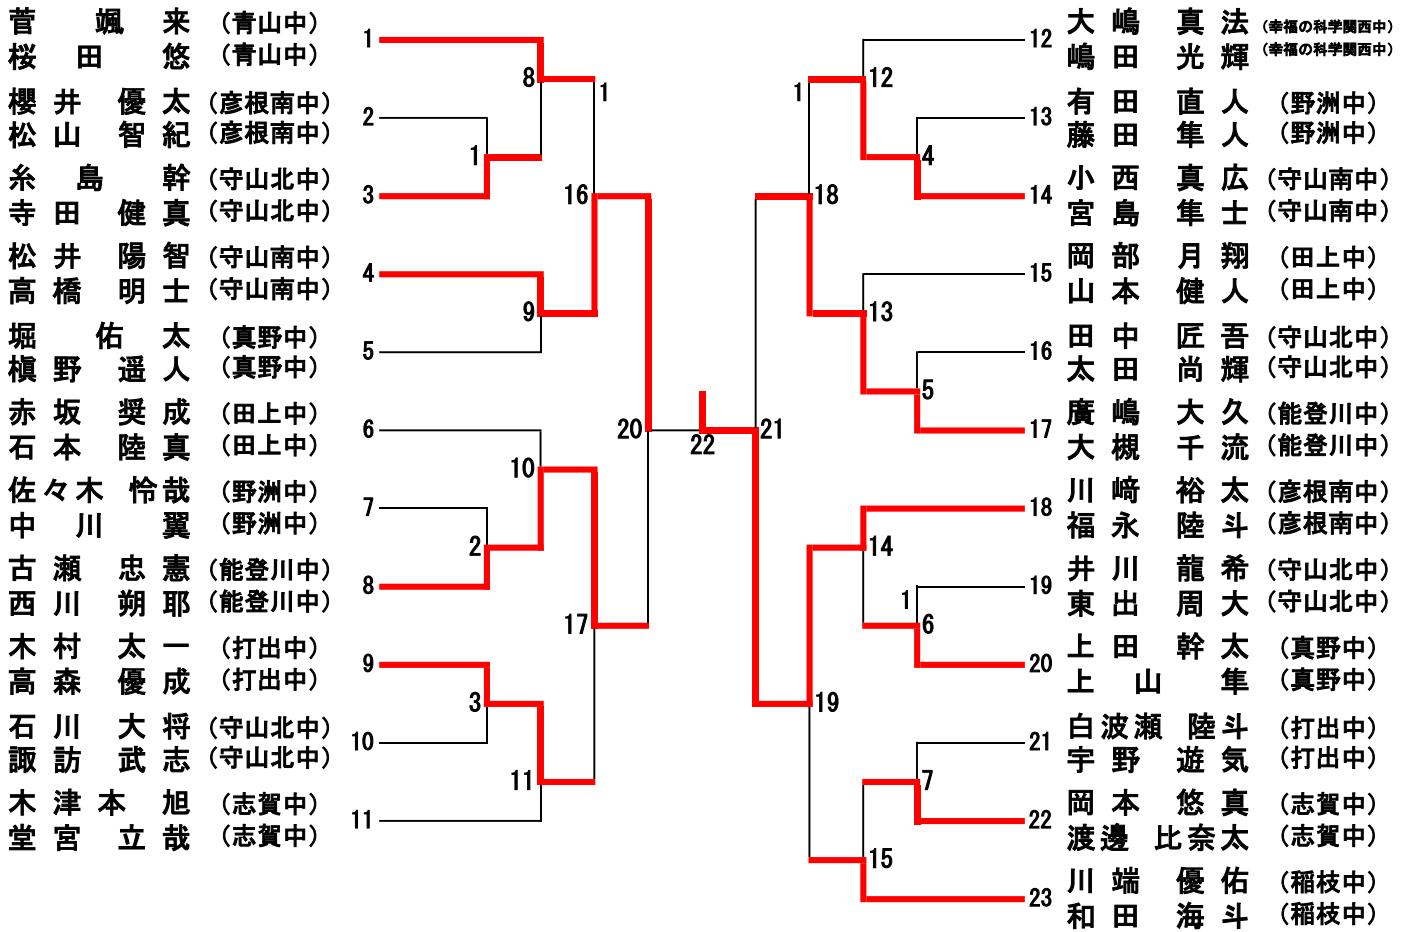 菅 颯 来 （青山中）
桜 田 悠 （青山中）
1
櫻 井 優 太 （彦根南中）
松 山 智 紀 （彦根南中）
2
糸 島 幹 （守山北中）
寺 田 健 真 （守山北中）
3
松 井 陽 智 （守山南中）
高 橋 明 士 （守山南中）
4
堀 佑 太 （真野中）
槇 野 遥 人 （真野中）
5
赤 坂 奨 成 （田上中）
石 本 陸 真 （田上中）
6
佐々木 怜 哉 （野洲中）
中 川 翼 （野洲中）
7
古 瀬 忠 憲 （能登川中）
西 川 朔 耶 （能登川中）
8
木 村 太 一 （打出中）
高 森 優 成 （打出中）
9
石 川 大 将 （守山北中）
諏 訪 武 志 （守山北中）
10
木 津 本 旭 （志賀中）
堂 宮 立 哉 （志賀中）
11
8
1
1
16
9
20
10
2
17
3
11
22
1
12
4
18
13
5
21
14
1
6
19
7
15
12
大 嶋 真 法 （幸福の科学関西中）
嶋 田 光 輝 （幸福の科学関西中）
13
有 田 直 人 （野洲中）
藤 田 隼 人 （野洲中）
14
小 西 真 広 （守山南中）
宮 島 隼 士 （守山南中）
15
岡 部 月 翔 （田上中）
山 本 健 人 （田上中）
16
田 中 匠 吾 （守山北中）
太 田 尚 輝 （守山北中）
17
廣 嶋 大 久 （能登川中）
大 槻 千 流 （能登川中）
18
川 﨑 裕 太 （彦根南中）
福 永 陸 斗 （彦根南中）
19
井 川 龍 希 （守山北中）
東 出 周 大 （守山北中）
20
上 田 幹 太 （真野中）
上 山 隼 （真野中）
21
白波瀬 陸 斗 （打出中）
宇 野 遊 気 （打出中）
22
岡 本 悠 真 （志賀中）
渡 邊 比奈太 （志賀中）
23
川 端 優 佑 （稲枝中）
和 田 海 斗 （稲枝中）